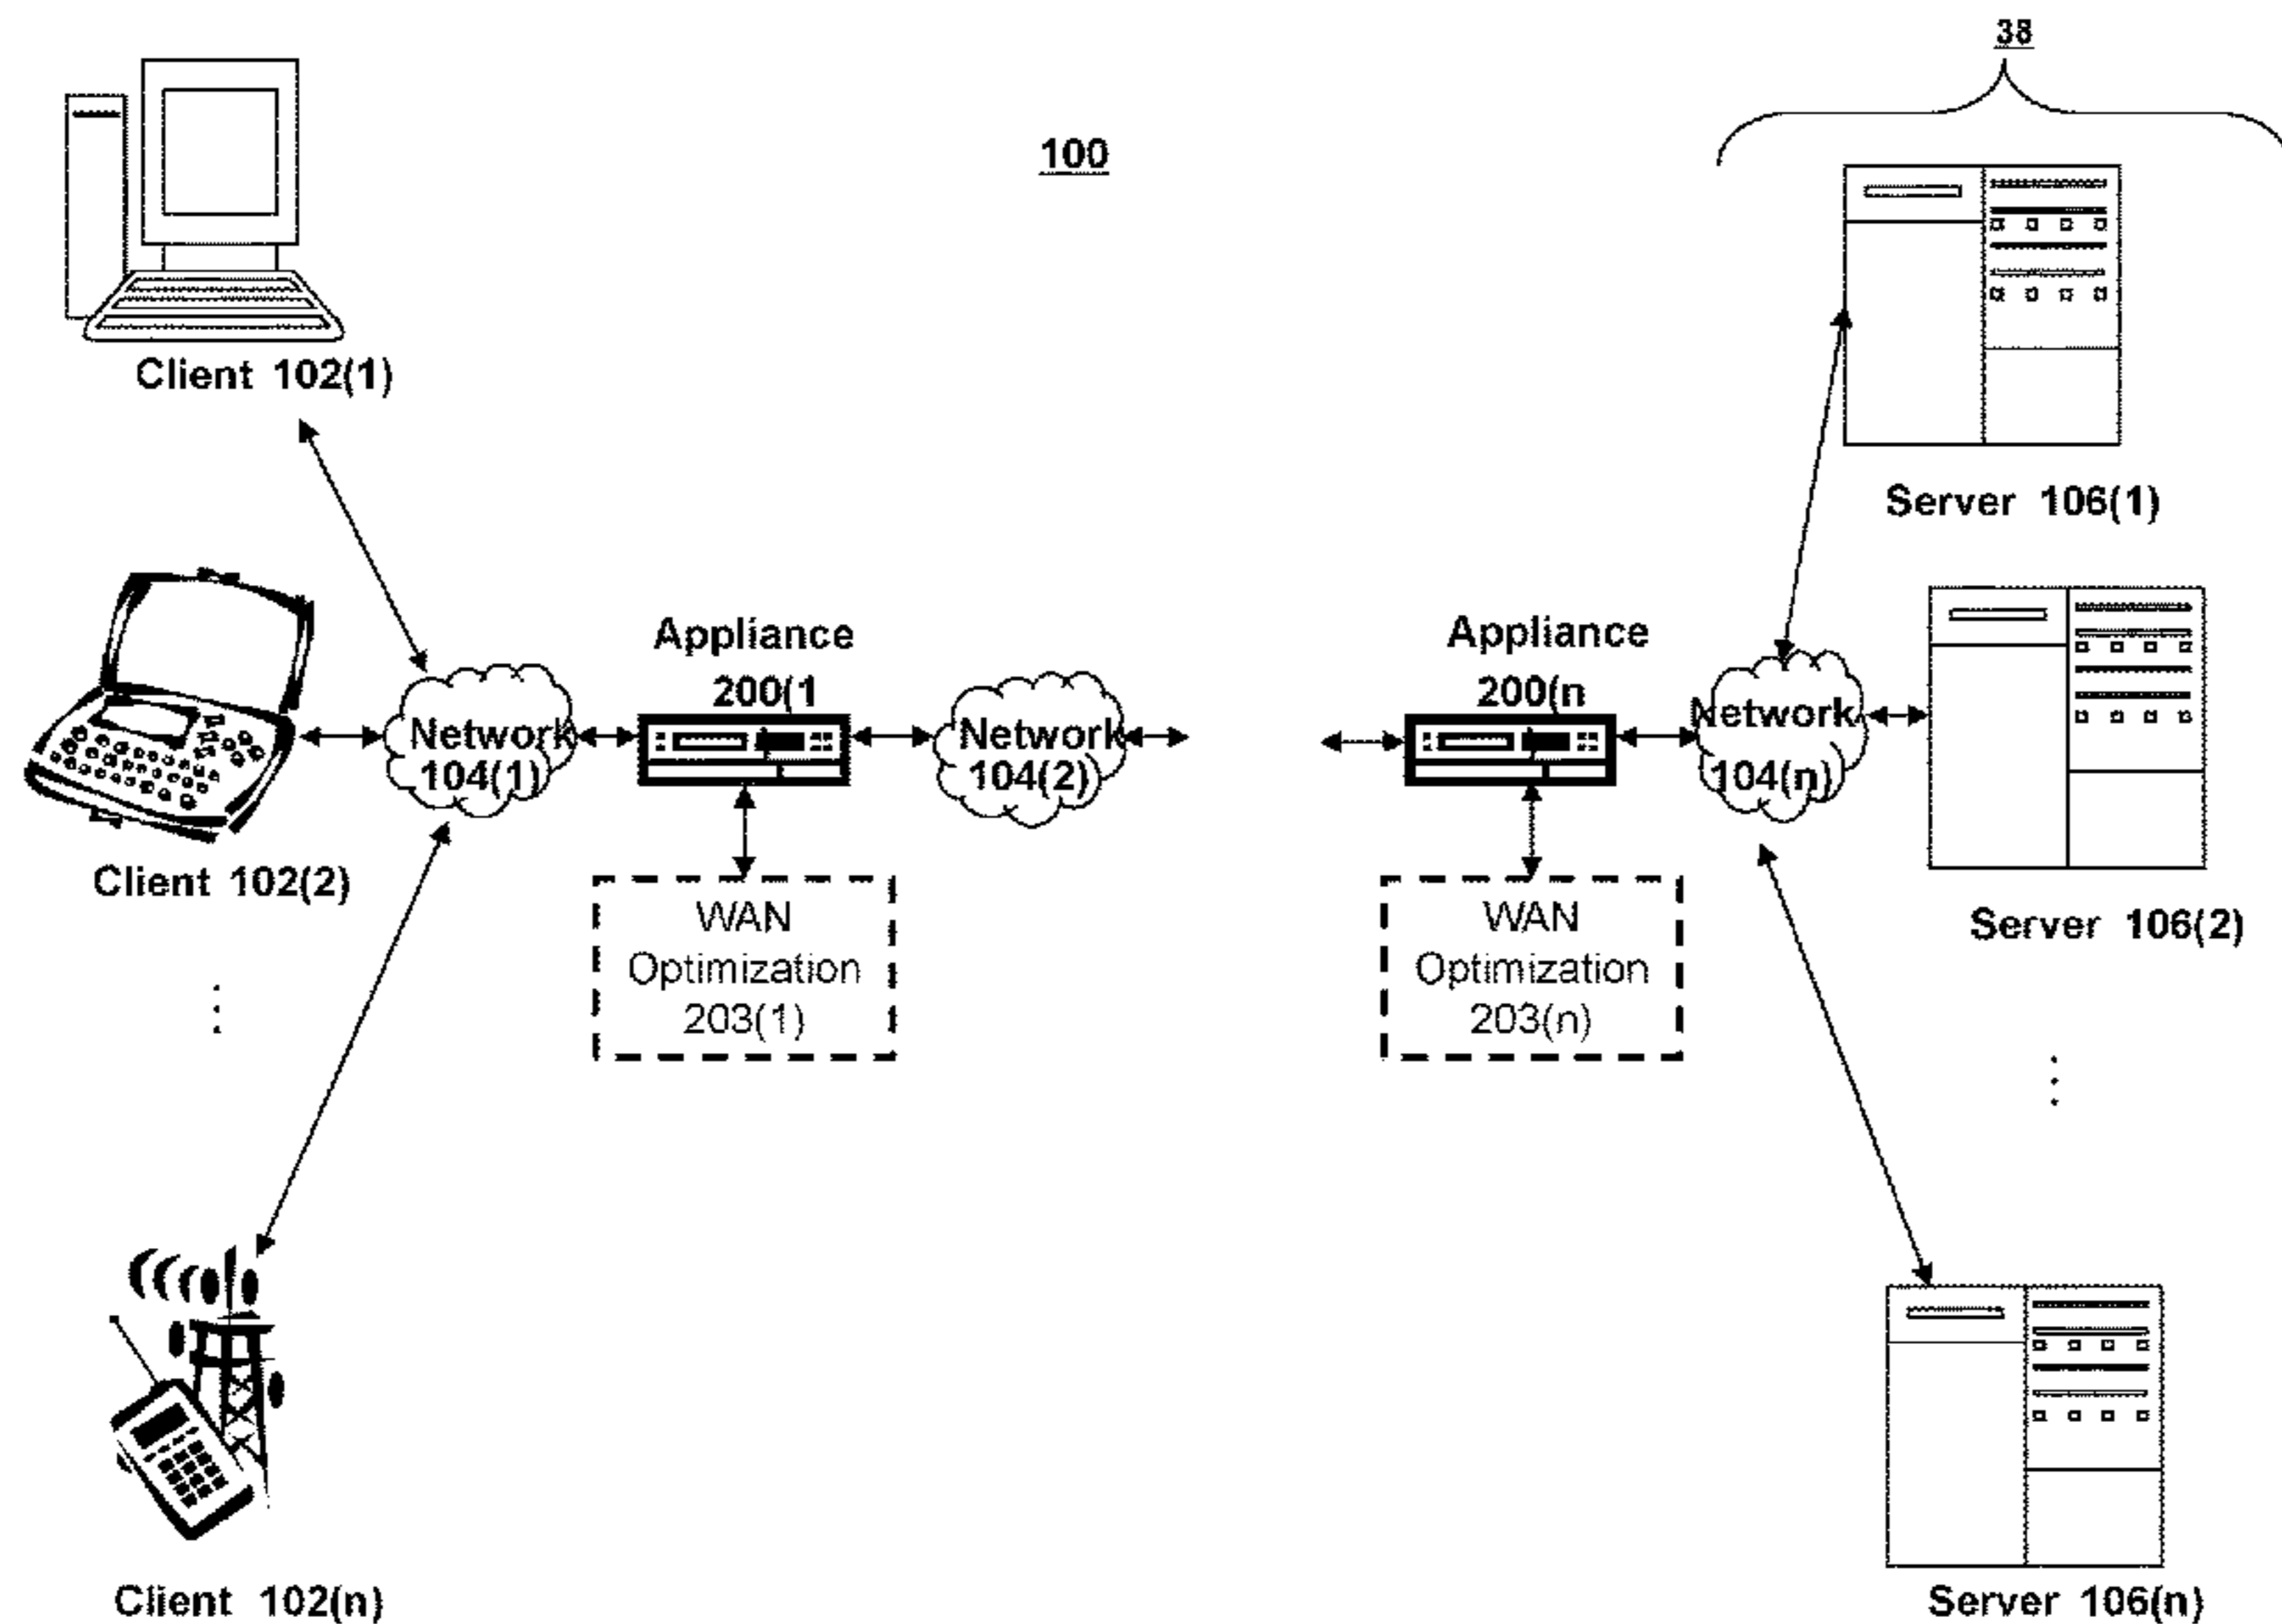 38
100
Client 102(1)
Server 106(1)
Appliance
200(1
Appliance
200(n
Network
104(1)
Network
104(2)
Network
104(n)
Client 102(2)
Server 106(2)
WAN
Optimization
203(1)
WAN
Optimization
203(n)
Client 102(n)
Server 106(n)